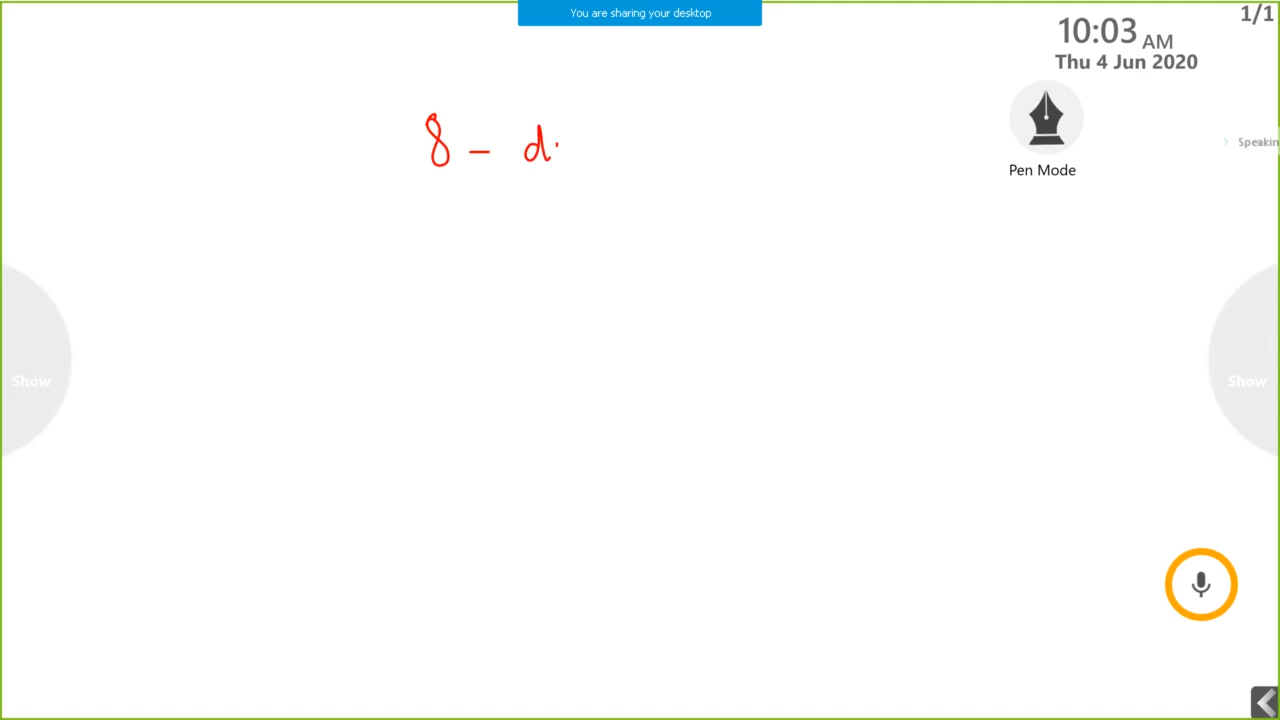 You are sharing your desktop
1/1
10:03 AM
Thu 4 Jun 2020
8 - d.
Speakin
Pen Mode
Show
Show